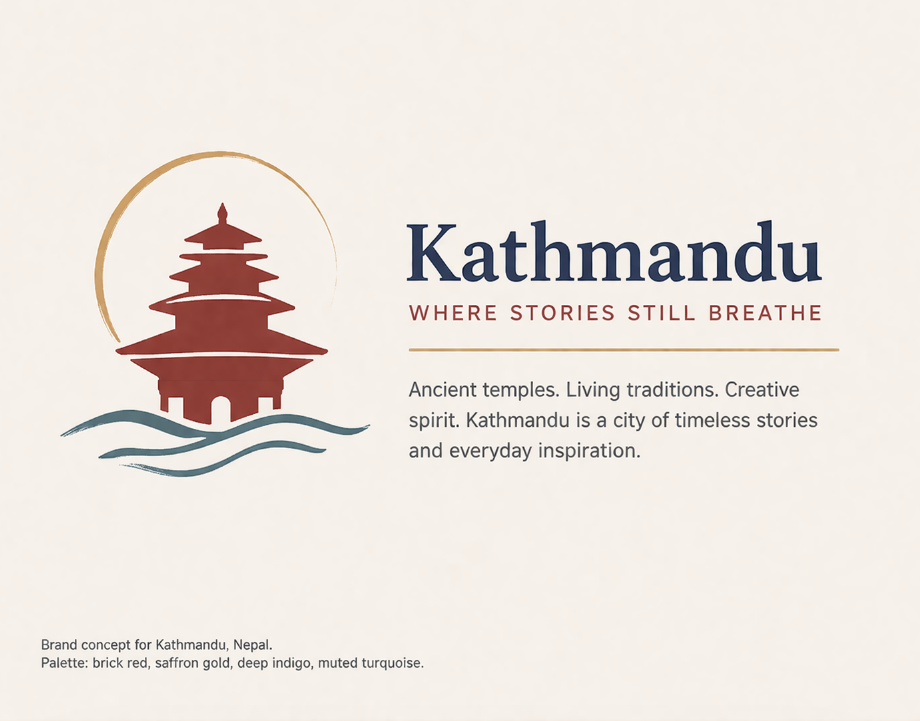 Kathmandu
WHERE STORIES STILL BREATHE
Ancient temples. Living traditions. Creative
spirit. Kathmandu is a city of timeless stories
and everyday inspiration.
Brand concept for Kathmandu, Nepal.
Palette: brick red, saffron gold, deep indigo, muted turquoise.